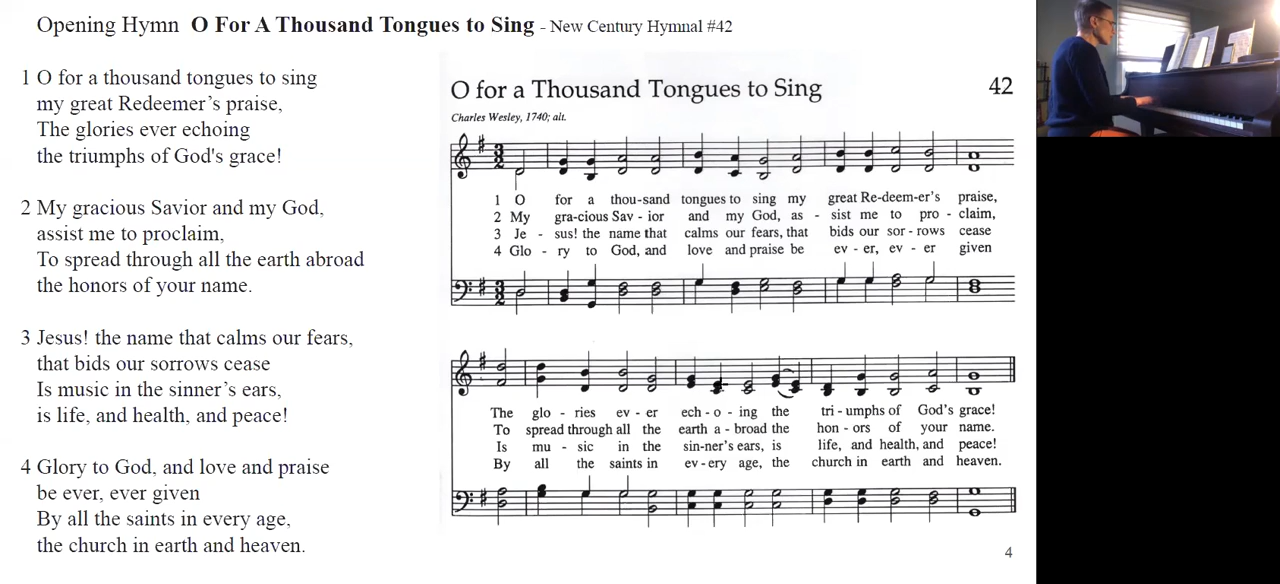 Opening Hymn O For A Thousand Tongues to Sing - New Century Hymnal #42
1 O for a thousand tongues to sing
my great Redeemer's praise,
The glories ever echoing
the triumphs of God's grace!
2 My gracious Savior and my God,
assist me to proclaim,
To spread through all the earth abroad
the honors of your name.
3 Jesus! the name that calms our fears,
that bids our sorrows cease
Is music in the sinner's ears,
is life, and health, and peace!
4 Glory to God, and love and praise
be ever, ever given
By all the saints in every age,
the church in earth and heaven.
O for a Thousand Tongues to Sing 42
Charles Wesley, 1740; alt.
1 O for a thou-sand tongues to sing my great Re-deem-er's praise,
2 My gra-cious Sav - ior and my God, as - sist me to pro - claim,
3 Je - sus! the name that calms our fears, that bids our sor - rows cease
4 Glo - ry to God, and love and praise be ev - er, ev - er given
The glo - ries ev - er ech - o - ing the tri - umphs of God's grace!
To spread through all the earth a - broad the hon - ors of your name.
Is mu - sic in the sin-ner's ears, is life, and health, and peace!
By all the saints in ev - ery age, the church in earth and heaven.
4